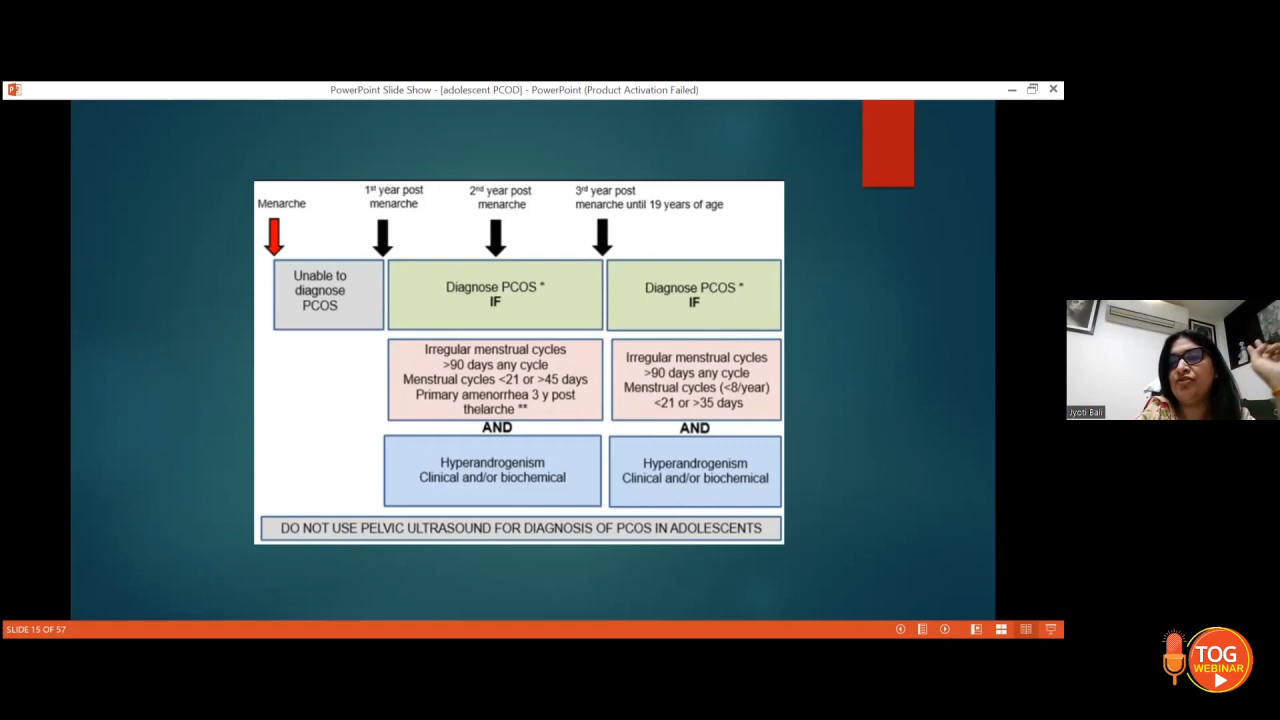 PowerPoint Slide Show - [adolescent PCOD] - PowerPoint (Product Activation Failed)
Menarche
1st year post
menarche
2nd year post
menarche
3rd year post
menarche until 19 years of age
Unable to
diagnose
PCOS
Diagnose PCOS *
IF
Diagnose PCOS *
IF
Irregular menstrual cycles
>90 days any cycle
Menstrual cycles <21 or >45 days
Primary amenorrhea 3 y post
thelarche **
Irregular menstrual cycles
>90 days any cycle
Menstrual cycles (<8/year)
<21 or >35 days
AND
AND
Hyperandrogenism
Clinical and/or biochemical
Hyperandrogenism
Clinical and/or biochemical
DO NOT USE PELVIC ULTRASOUND FOR DIAGNOSIS OF PCOS IN ADOLESCENTS
SLIDE 15 OF 57
Jyoti Bali
TOG
WEBINAR